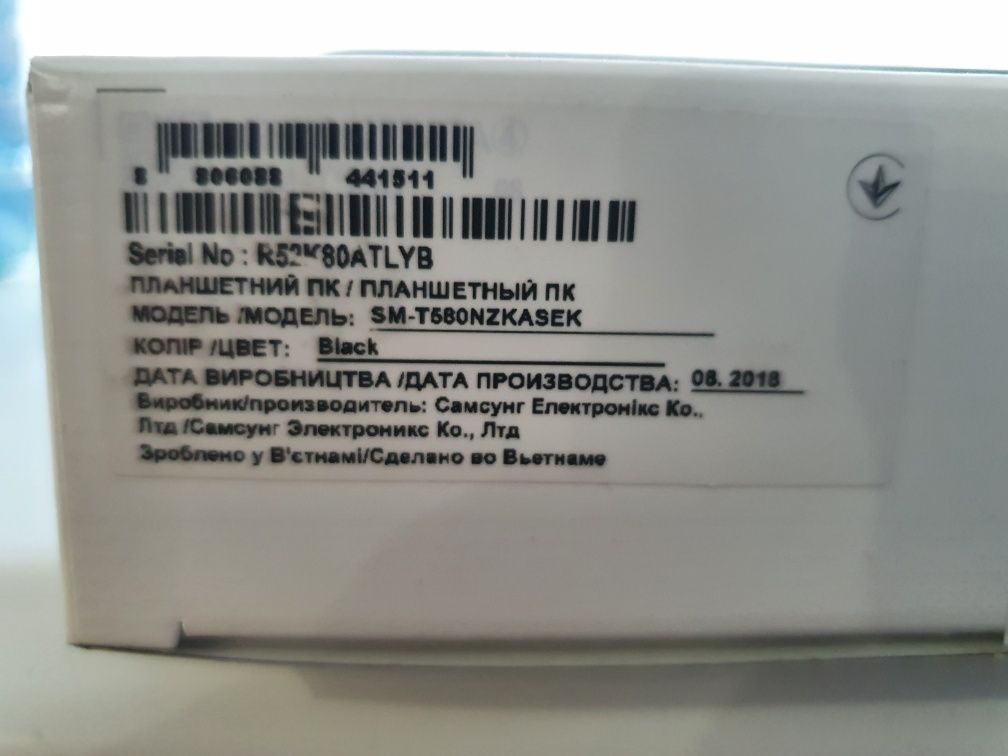 8 806088 441511
Serial No : R52K80ATLYB
ПЛАНШЕТНИЙ ПК / ПЛАНШЕТНЫЙ ПК
МОДЕЛЬ /МОДЕЛЬ: SM-T580NZKASEK
КОЛІР /ЦВЕТ: Black
ДАТА ВИРОБНИЦТВА /ДАТА ПРОИЗВОДСТВА: 08. 2018
Виробник/производитель: Самсунг Електронікс Ко.,
Лтд /Самсунг Электроникс Ко., Лтд
Зроблено у В'єтнамі/Сделано во Вьетнаме